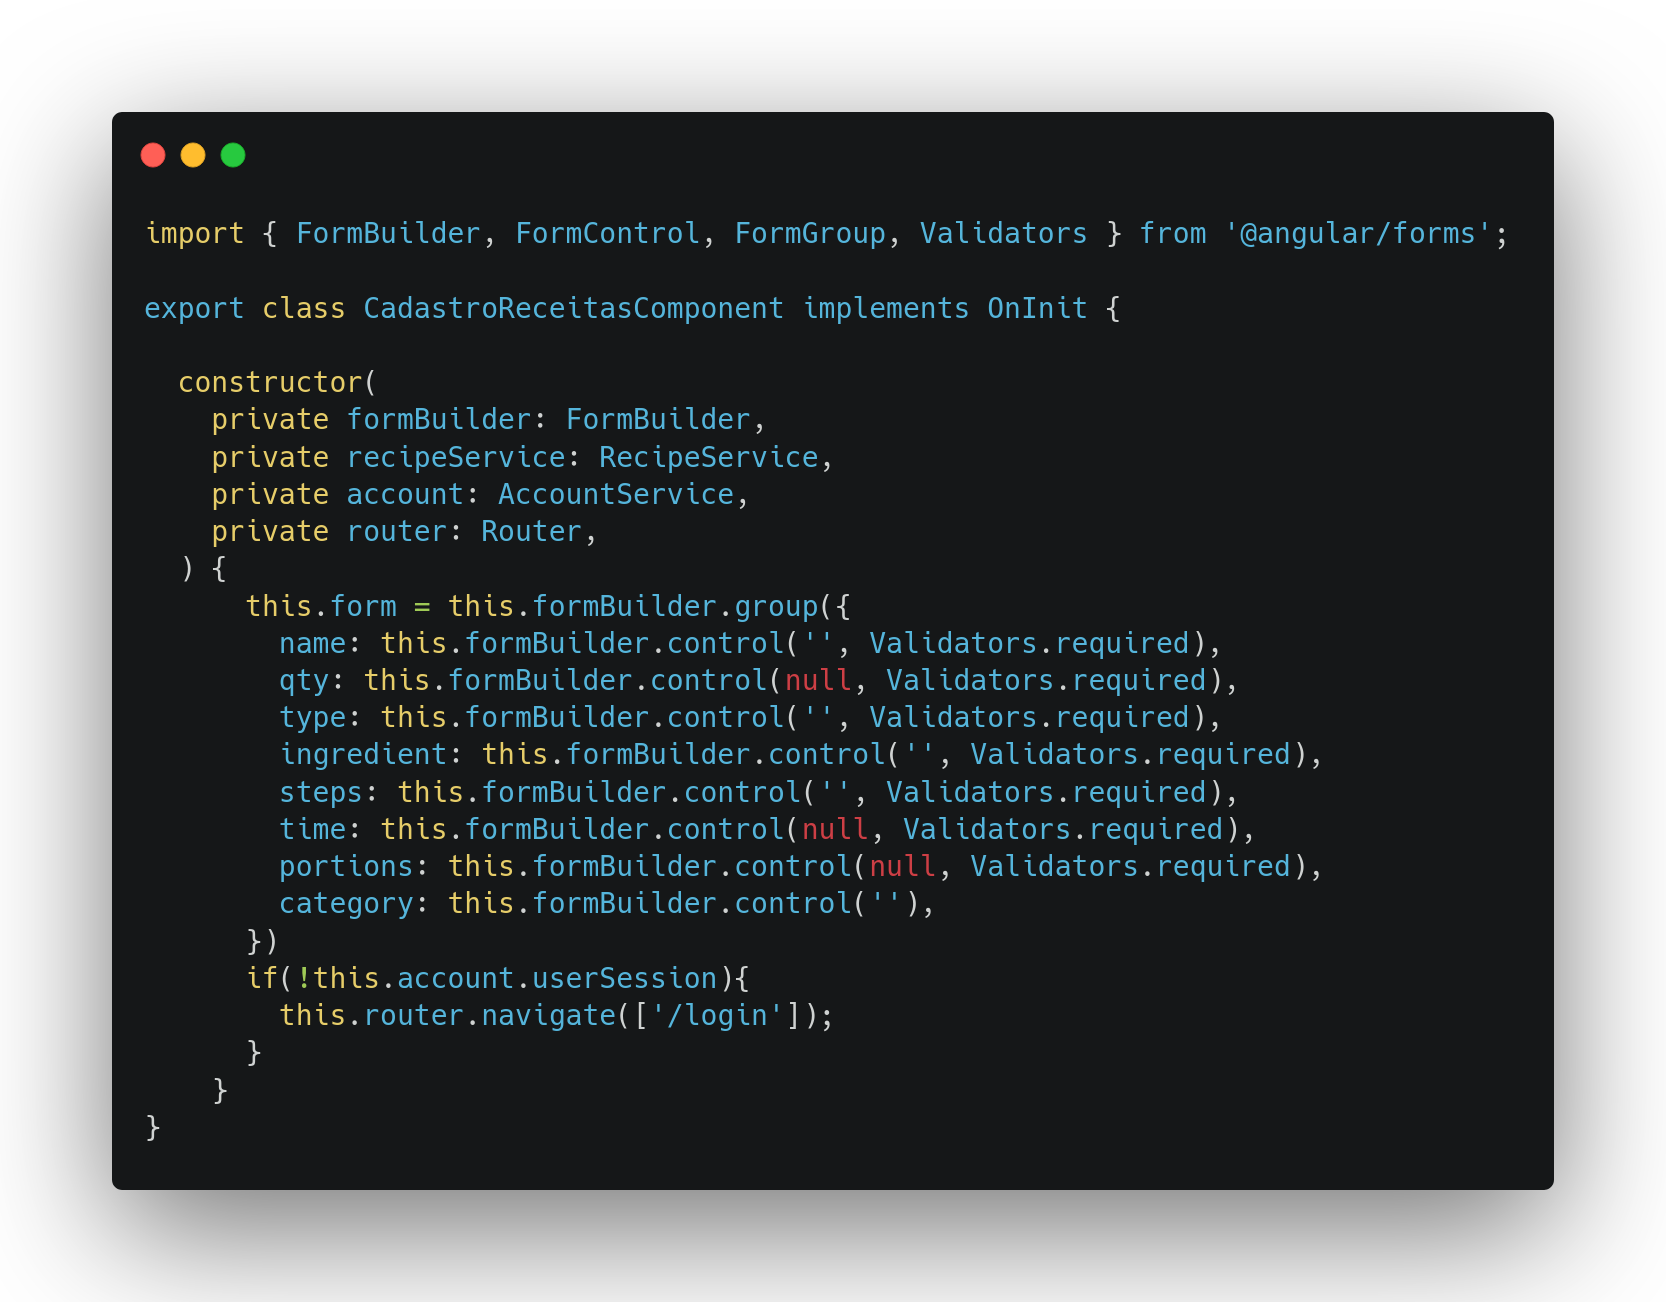 import { FormBuilder, FormControl, FormGroup, Validators } from '@angular/forms';

export class CadastroReceitasComponent implements OnInit {

  constructor(
    private formBuilder: FormBuilder,
    private recipeService: RecipeService,
    private account: AccountService,
    private router: Router,
  ) {
      this.form = this.formBuilder.group({
        name: this.formBuilder.control('', Validators.required),
        qty: this.formBuilder.control(null, Validators.required),
        type: this.formBuilder.control('', Validators.required),
        ingredient: this.formBuilder.control('', Validators.required),
        steps: this.formBuilder.control('', Validators.required),
        time: this.formBuilder.control(null, Validators.required),
        portions: this.formBuilder.control(null, Validators.required),
        category: this.formBuilder.control(''),
      })
      if(!this.account.userSession){
        this.router.navigate(['/login']);
      }
    }
}